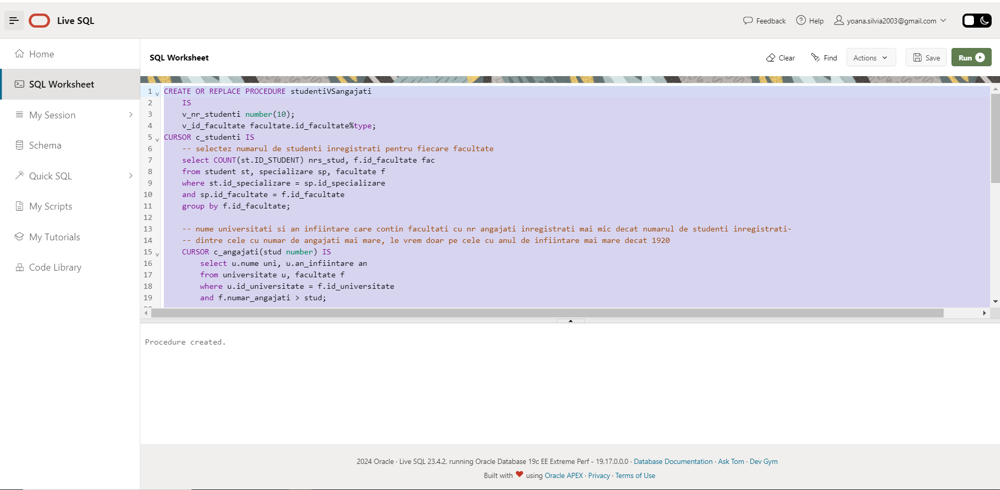 Live SQL
Feedback
Help
yoana.silvia2003@gmail.com
Home
SQL Worksheet
My Session
Schema
Quick SQL
My Scripts
My Tutorials
Code Library
SQL Worksheet
Clear
Find
Actions
Save
Run
1 CREATE OR REPLACE PROCEDURE studentiVSangajati
2 IS
3 v_nr_studenti number(10);
4 v_id_facultate facultate.id_facultate%type;
5 CURSOR c_studenti IS
6 -- selectez numarul de studenti inregistrati pentru fiecare facultate
7 select COUNT(st.ID_STUDENT) nrs_stud, f.id_facultate fac
8 from student st, specializare sp, facultate f
9 where st.id_specializare = sp.id_specializare
10 and sp.id_facultate = f.id_facultate
11 group by f.id_facultate;
12
13 -- nume universitati si an infiintare care contin facultati cu nr angajati inregistrati mai mic decat numarul de studenti inregistrati-
14 -- dintre cele cu numar de angajati mai mare, le vrem doar pe cele cu anul de infiintare mai mare decat 1920
15 CURSOR c_angajati(stud number) IS
16 select u.nume uni, u.an_infiintare an
17 from universitate u, facultate f
18 where u.id_universitate = f.id_universitate
19 and f.numar_angajati > stud;
Procedure created.
2024 Oracle · Live SQL 23.4.2, running Oracle Database 19c EE Extreme Perf - 19.17.0.0.0 · Database Documentation · Ask Tom · Dev Gym
Built with ❤ using Oracle APEX · Privacy · Terms of Use